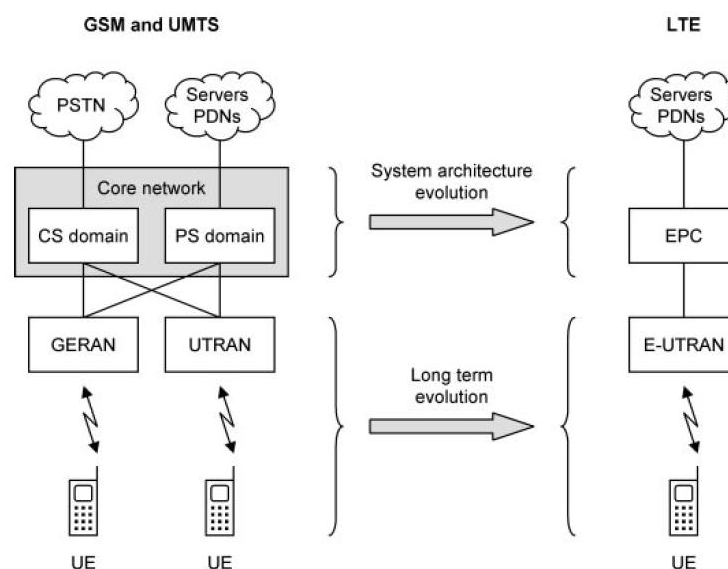 GSM and UMTS
LTE
PSTN
Servers
PDNs
Servers
PDNs
Core network
System architecture
evolution
CS domain
PS domain
EPC
GERAN
UTRAN
E-UTRAN
Long term
evolution
UE
UE
UE